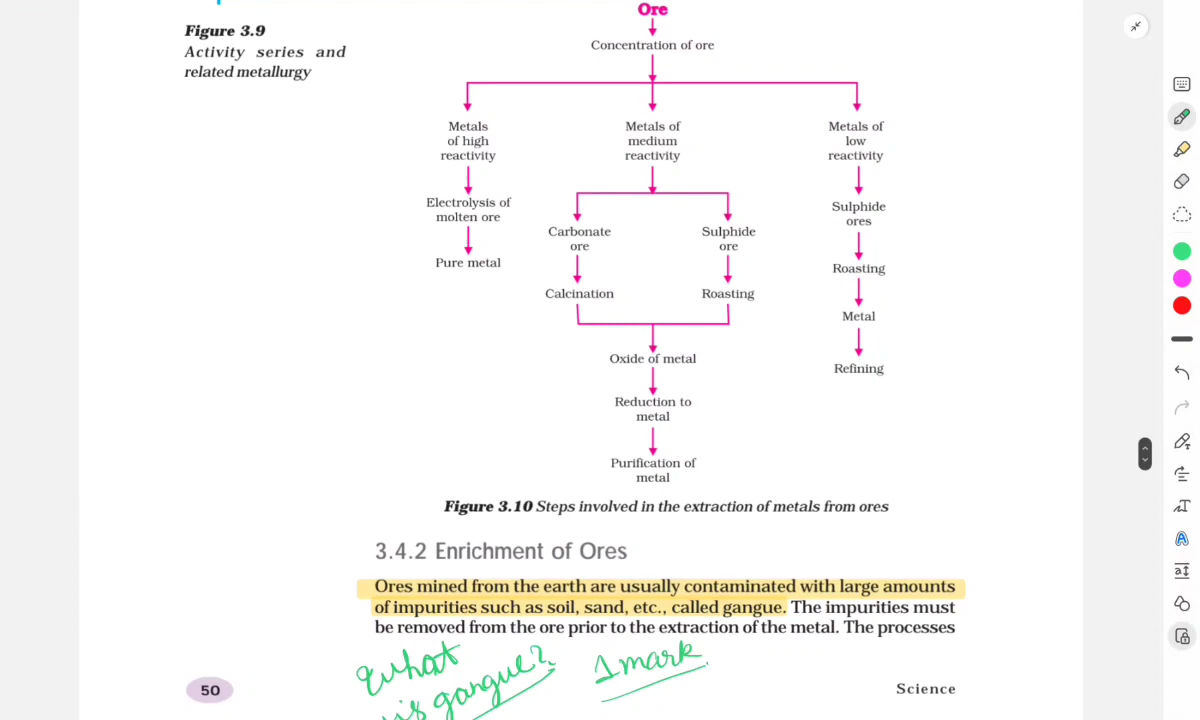 Figure 3.9
Activity series and
related metallurgy
Ore
Concentration of ore
Metals
of high
reactivity
Electrolysis of
molten ore
Pure metal
Metals of
medium
reactivity
Carbonate
ore
Calcination
Sulphide
ore
Roasting
Oxide of metal
Reduction to
metal
Purification of
metal
Metals of
low
reactivity
Sulphide
ores
Roasting
Metal
Refining
Figure 3.10 Steps involved in the extraction of metals from ores
3.4.2 Enrichment of Ores
Ores mined from the earth are usually contaminated with large amounts
of impurities such as soil, sand, etc., called gangue. The impurities must
be removed from the ore prior to the extraction of the metal. The processes
what
is gangue?
1 mark.
50
Science